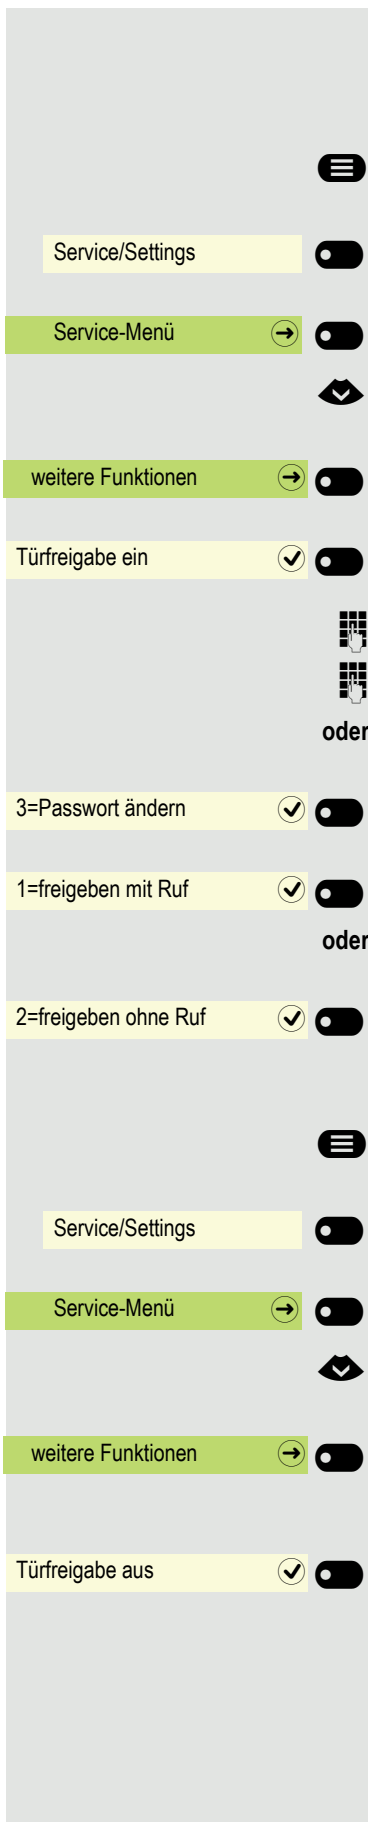 Service/Settings
Service-Menü
weitere Funktionen
Türfreigabe ein
oder
3=Passwort ändern
1=freigeben mit Ruf
oder
2=freigeben ohne Ruf
Service/Settings
Service-Menü
weitere Funktionen
Türfreigabe aus